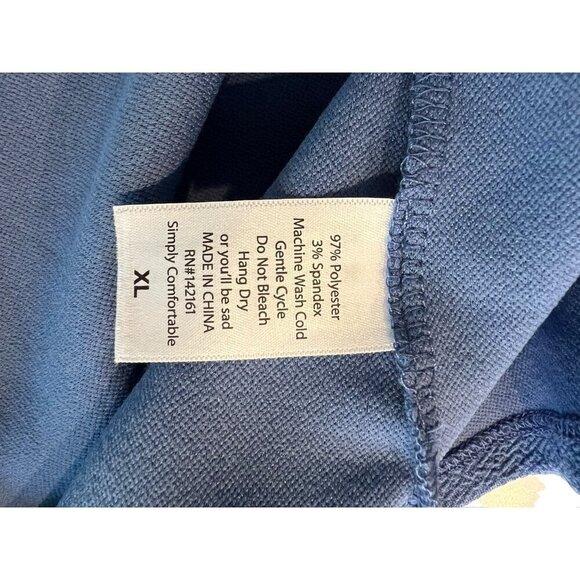 97% Polyester
3% Spandex
Machine Wash Cold
Gentle Cycle
Do Not Bleach
Hang Dry
or you'll be sad
MADE IN CHINA
RN#142161
Simply Comfortable
XL